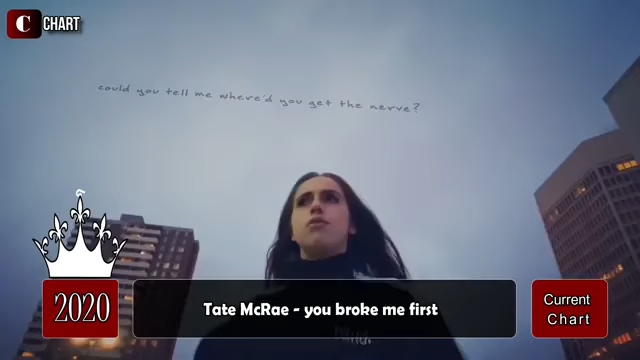 C CHART
could you tell me where'd you get the nerve?
2020
Tate McRae - you broke me first
Current
Chart